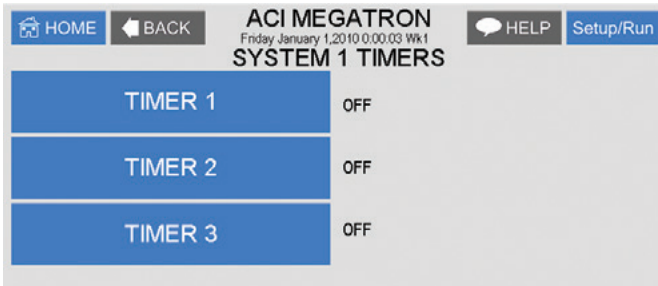 HOME BACK ACI MEGATRON HELP Setup/Run
Friday January 1,2010 0:00:03 Wk1
SYSTEM 1 TIMERS
TIMER 1 OFF
TIMER 2 OFF
TIMER 3 OFF